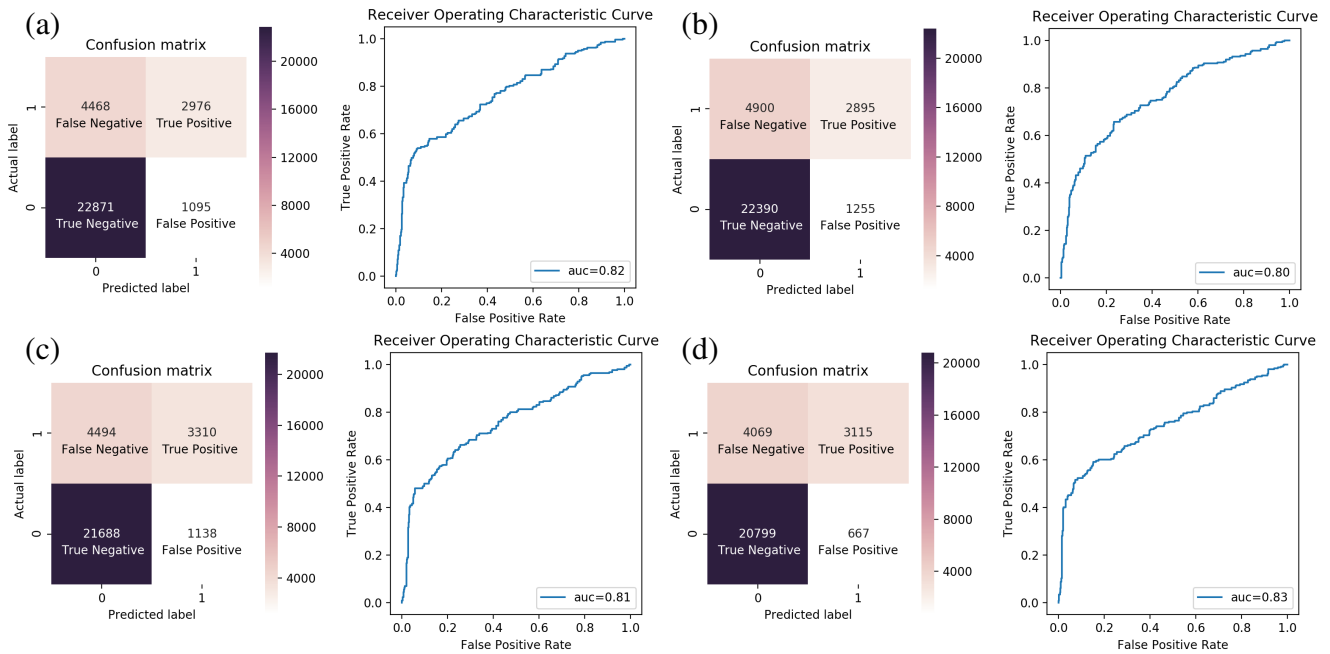 (a)
Confusion matrix
4468
False Negative
2976
True Positive
22871
True Negative
1095
False Positive
1
0
Actual label
0
1
Predicted label
20000
16000
12000
8000
4000
Receiver Operating Characteristic Curve
1.0
0.8
0.6
0.4
0.2
0.0
True Positive Rate
auc=0.82
0.0 0.2 0.4 0.6 0.8 1.0
False Positive Rate
(b)
Confusion matrix
4900
False Negative
2895
True Positive
22390
True Negative
1255
False Positive
1
0
Actual label
0
1
Predicted label
20000
16000
12000
8000
4000
Receiver Operating Characteristic Curve
1.0
0.8
0.6
0.4
0.2
0.0
True Positive Rate
auc=0.80
0.0 0.2 0.4 0.6 0.8 1.0
False Positive Rate
(c)
Confusion matrix
4494
False Negative
3310
True Positive
21688
True Negative
1138
False Positive
1
0
Actual label
0
1
Predicted label
20000
16000
12000
8000
4000
Receiver Operating Characteristic Curve
1.0
0.8
0.6
0.4
0.2
0.0
True Positive Rate
auc=0.81
0.0 0.2 0.4 0.6 0.8 1.0
False Positive Rate
(d)
Confusion matrix
4069
False Negative
3115
True Positive
20799
True Negative
667
False Positive
1
0
Actual label
0
1
Predicted label
20000
16000
12000
8000
4000
Receiver Operating Characteristic Curve
1.0
0.8
0.6
0.4
0.2
0.0
True Positive Rate
auc=0.83
0.0 0.2 0.4 0.6 0.8 1.0
False Positive Rate